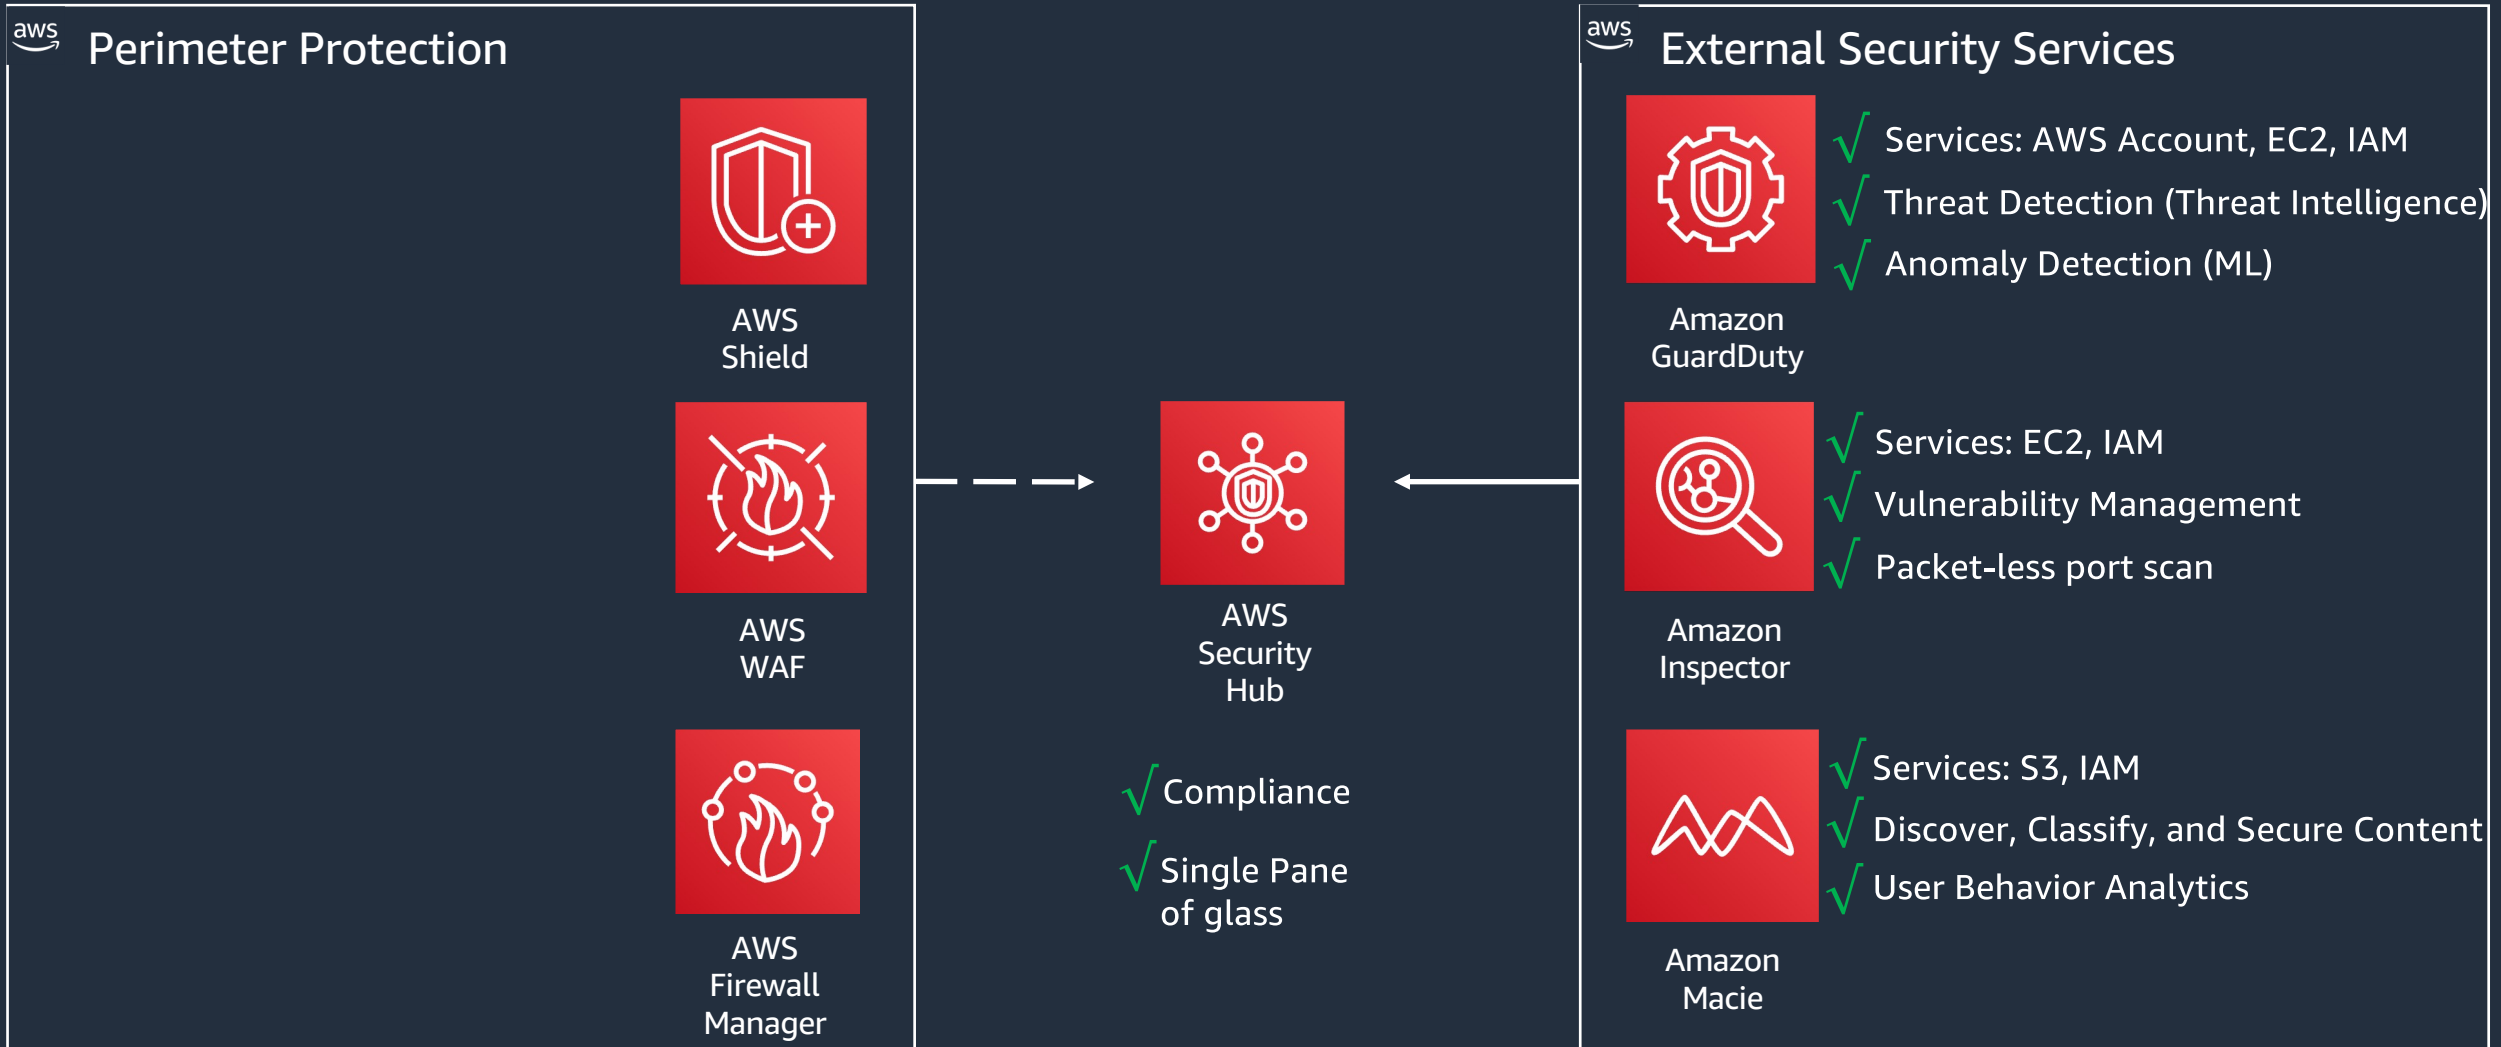 aws
Perimeter Protection
AWS
Shield
AWS
WAF
AWS
Firewall
Manager
AWS
Security
Hub
Compliance
Single Pane
of glass
aws
External Security Services
Amazon
GuardDuty
Services: AWS Account, EC2, IAM
Threat Detection (Threat Intelligence)
Anomaly Detection (ML)
Amazon
Inspector
Services: EC2, IAM
Vulnerability Management
Packet-less port scan
Amazon
Macie
Services: S3, IAM
Discover, Classify, and Secure Content
User Behavior Analytics